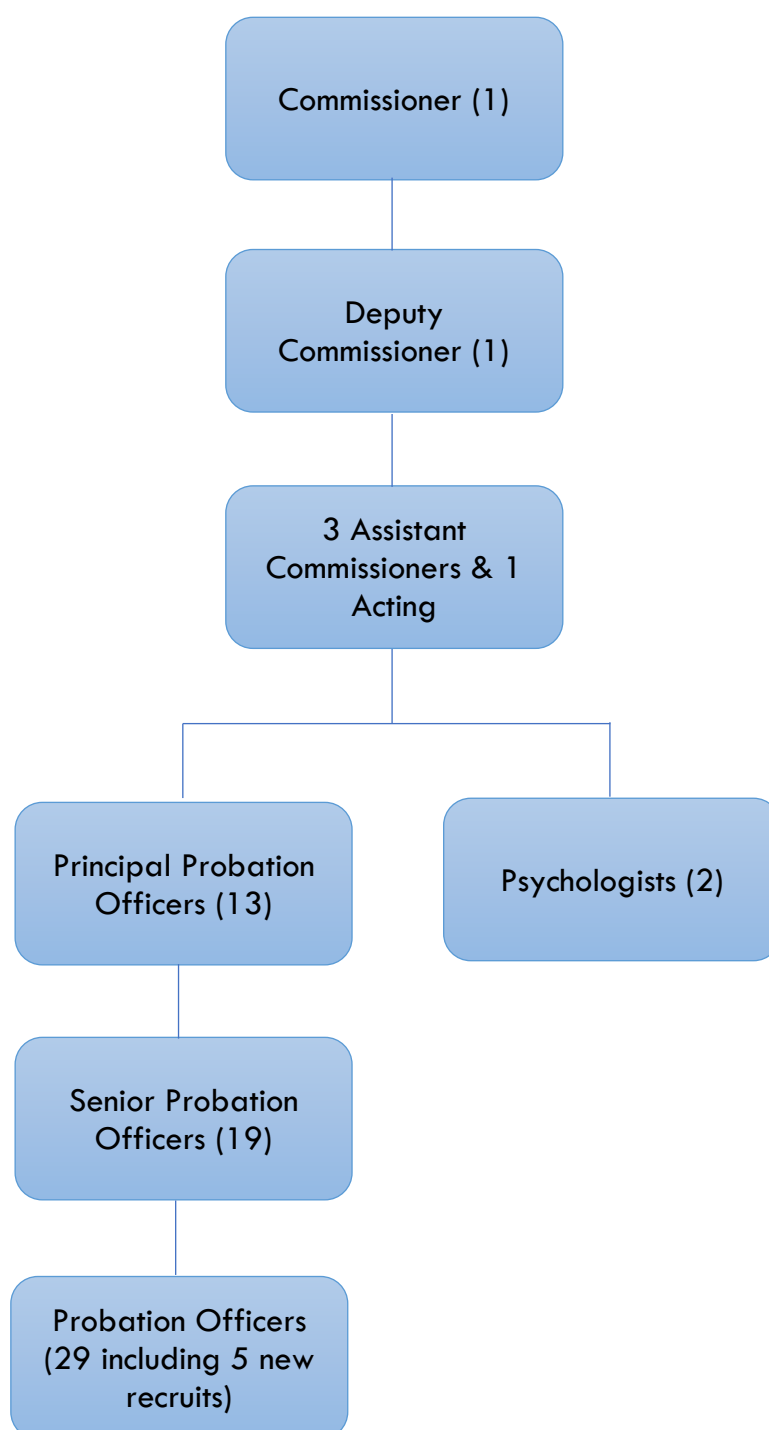 Commissioner (1)
Deputy
Commissioner (1)
3 Assistant
Commissioners & 1
Acting
Principal Probation
Officers (13)
Psychologists (2)
Senior Probation
Officers (19)
Probation Officers
(29 including 5 new
recruits)